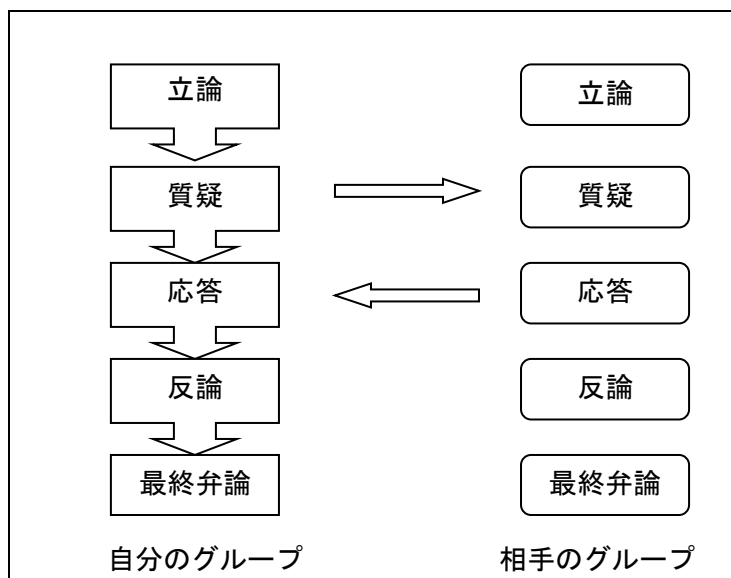 立論
立論
質疑
質疑
応答
応答
反論
反論
最終弁論
最終弁論
自分のグループ
相手のグループ